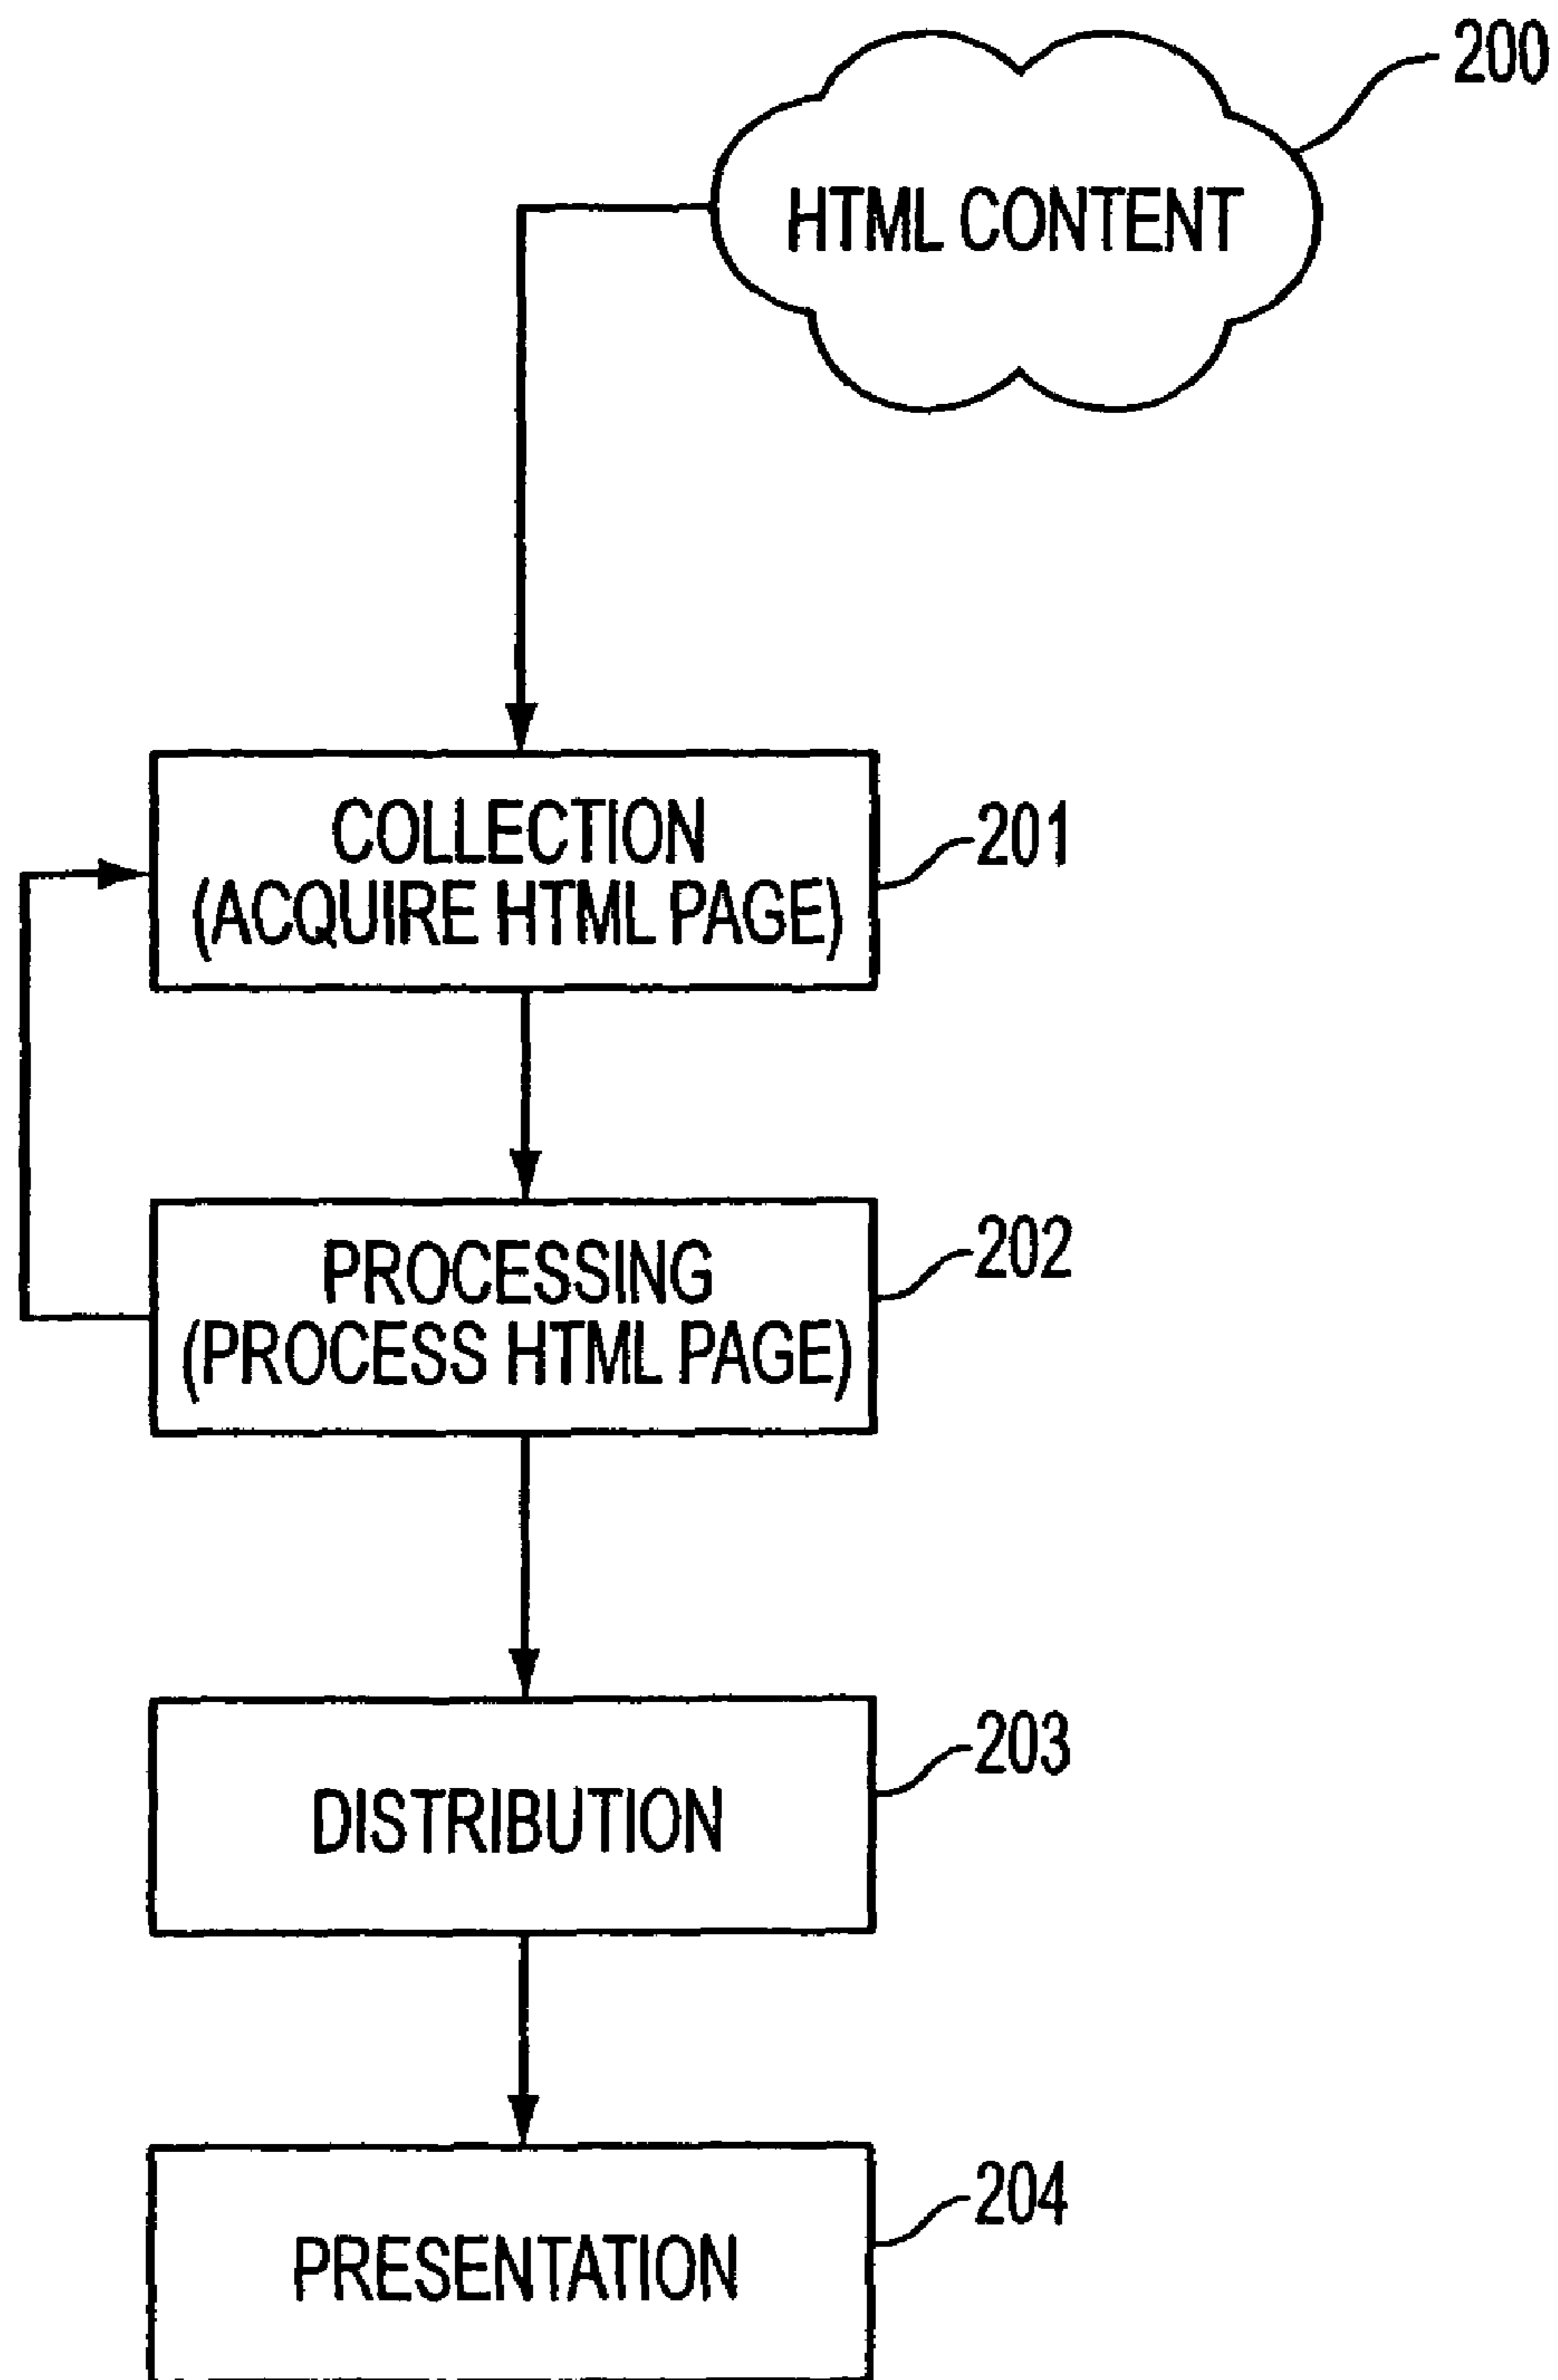 200
HTML CONTENT
COLLECTION
(ACQUIRE HTML PAGE)
201
PROCESSING
(PROCESS HTML PAGE)
202
DISTRIBUTION
203
PRESENTATION
204